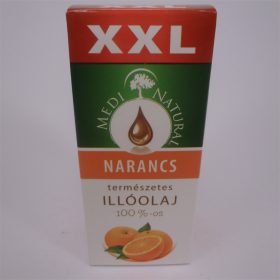 XXL
MEDI NATURAL
NARANCS
természetes
ILLÓOLAJ
100 %-os